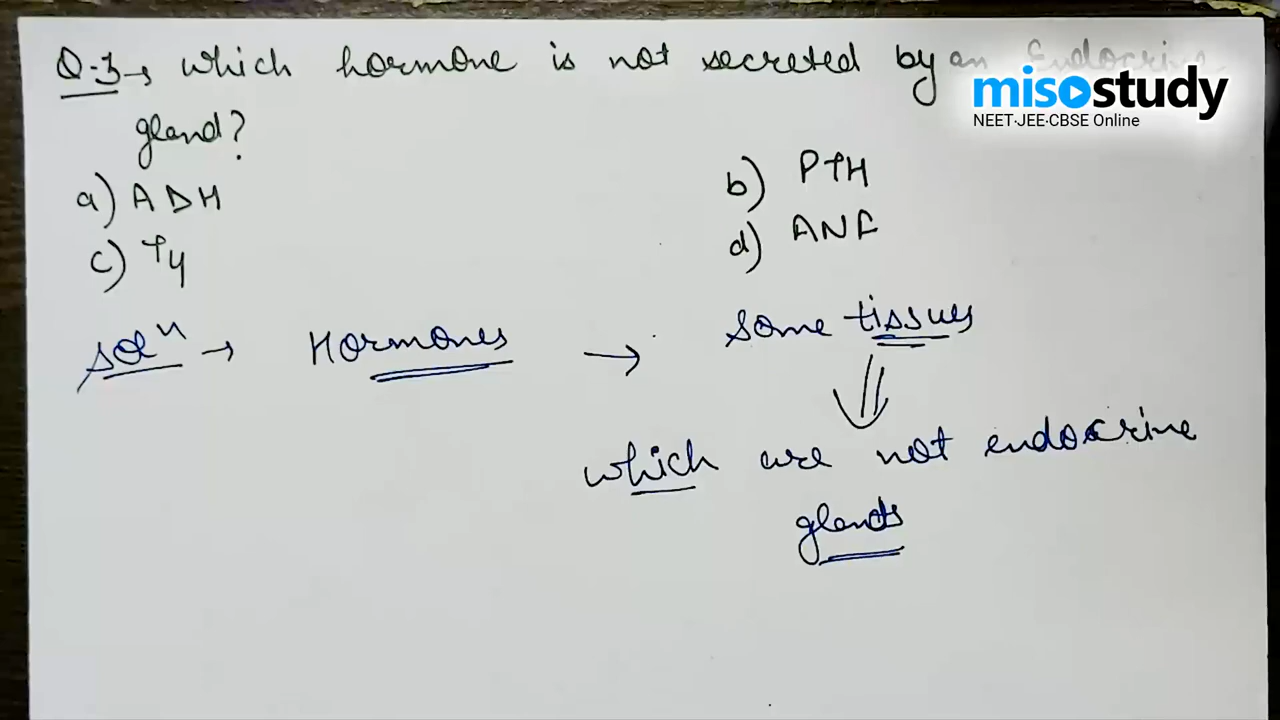 Q.3→ which hormone is not secreted by an Endocrine
gland?
misostudy
NEET·JEE·CBSE Online
a) ADH
b) PTH
c) T4
d) ANF
solⁿ → Hormones → Some tissues
which are not endocrine
glands